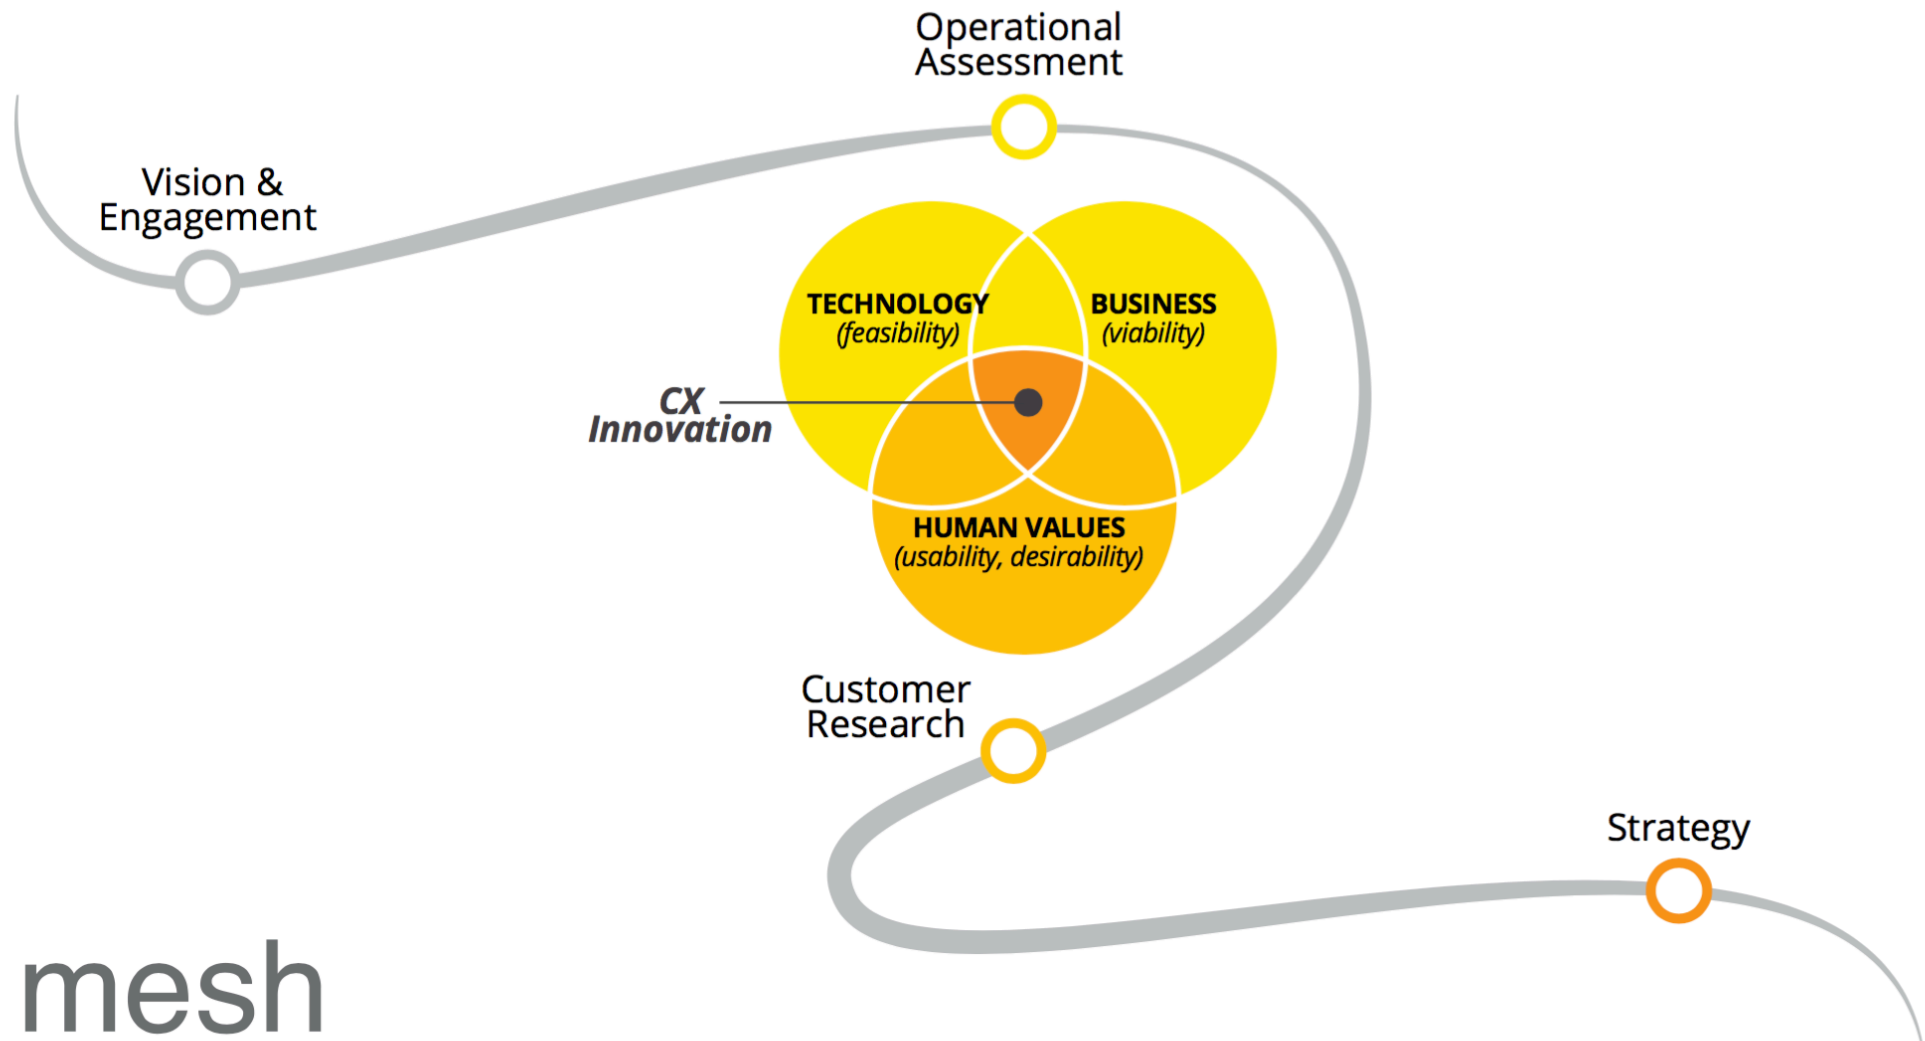 Operational
Assessment
Vision &
Engagement
TECHNOLOGY
(feasibility)
BUSINESS
(viability)
CX
Innovation
HUMAN VALUES
(usability, desirability)
Customer
Research
Strategy
mesh